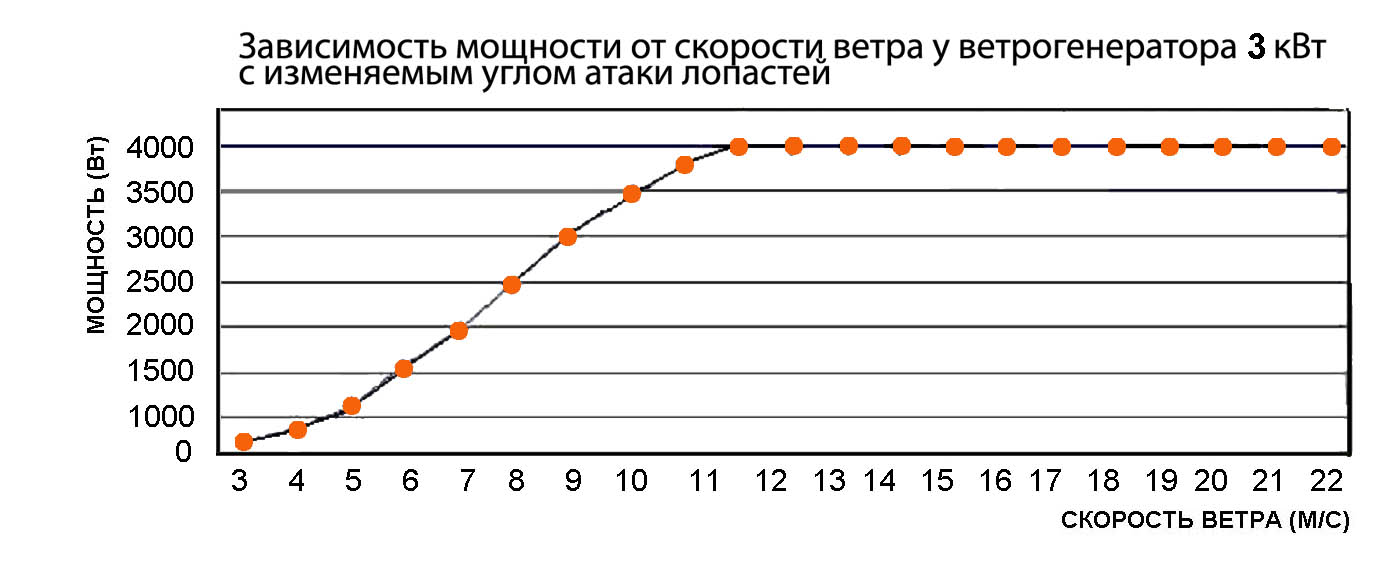 Зависимость мощности от скорости ветра у ветрогенератора 3 кВт
с изменяемым углом атаки лопастей
МОЩНОСТЬ (Вт)
4000
3500
3000
2500
2000
1500
1000
0
3 4 5 6 7 8 9 10 11 12 13 14 15 16 17 18 19 20 21 22
СКОРОСТЬ ВЕТРА (М/С)